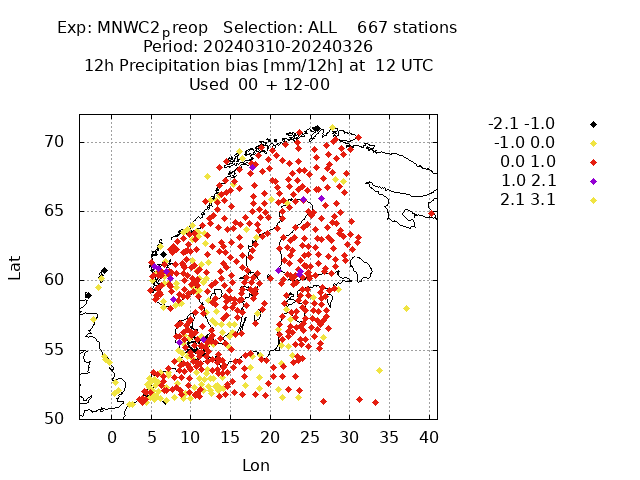 Exp: MNWC2preop   Selection: ALL    667 stations
Period: 20240310-20240326
12h Precipitation bias [mm/12h] at  12 UTC
Used  00 + 12-00
-2.1 -1.0
-1.0 0.0
0.0 1.0
1.0 2.1
2.1 3.1
70
65
60
55
50
Lat
0 5 10 15 20 25 30 35 40
Lon